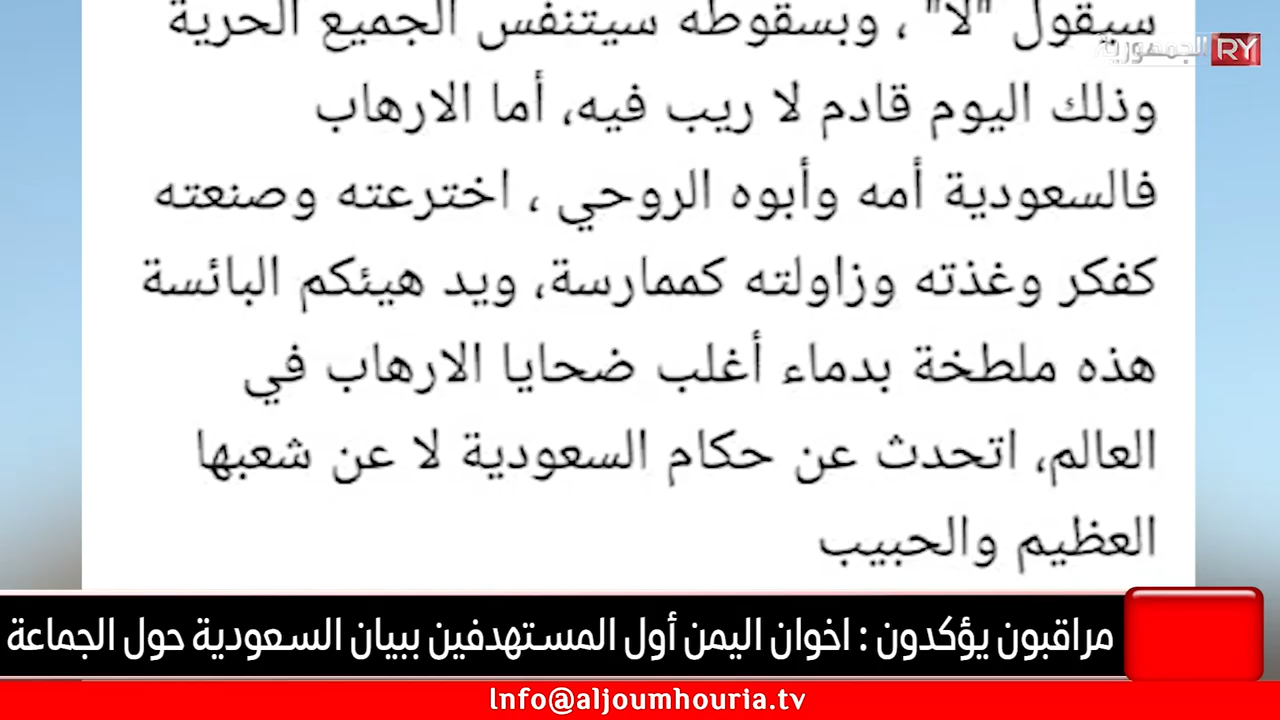 سيقول "لا" ، وبسقوطه سيتنفس الجميع الحرية
الجمهورية RY
وذلك اليوم قادم لا ريب فيه، أما الارهاب
فالسعودية أمه وأبوه الروحي ، اخترعته وصنعته
كفكر وغذته وزاولته كممارسة، ويد هيئكم البائسة
هذه ملطخة بدماء أغلب ضحايا الارهاب في
العالم، اتحدث عن حكام السعودية لا عن شعبها
العظيم والحبيب
مراقبون يؤكدون : اخوان اليمن أول المستهدفين ببيان السعودية حول الجماعة
Info@aljoumhouria.tv